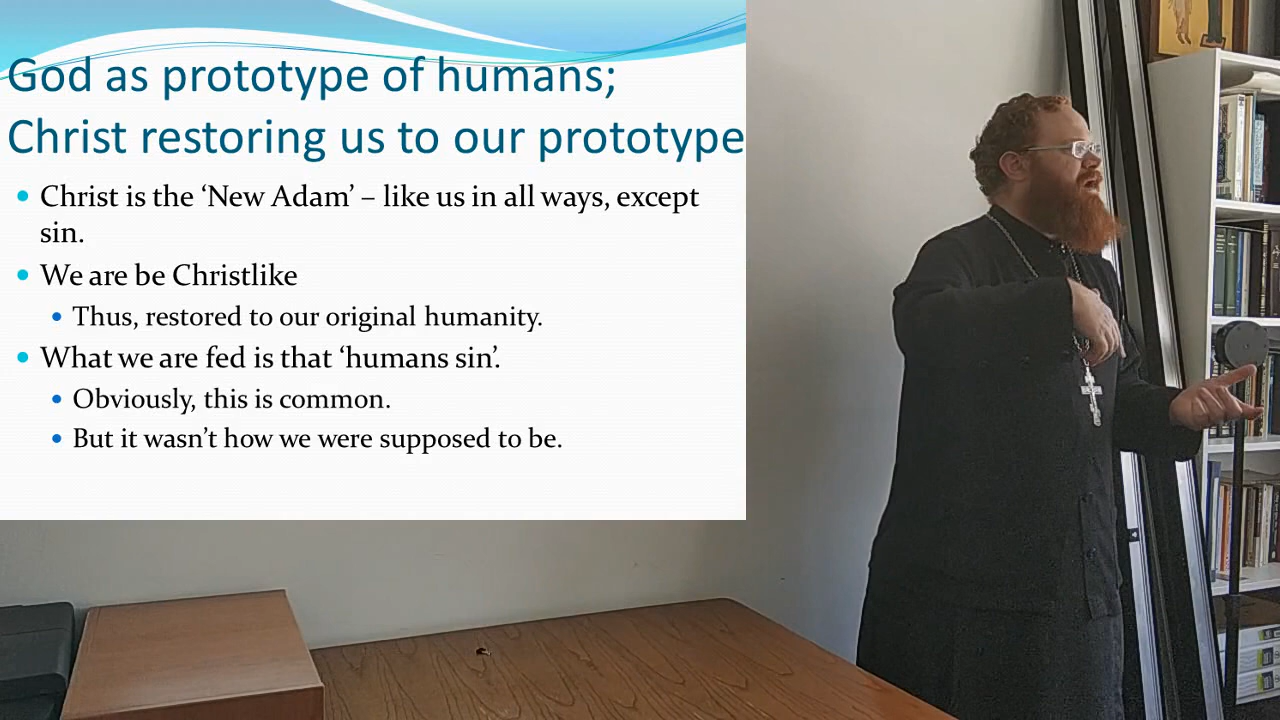 God as prototype of humans;
Christ restoring us to our prototype
Christ is the ‘New Adam’ – like us in all ways, except
sin.
We are be Christlike
Thus, restored to our original humanity.
What we are fed is that ‘humans sin’.
Obviously, this is common.
But it wasn’t how we were supposed to be.